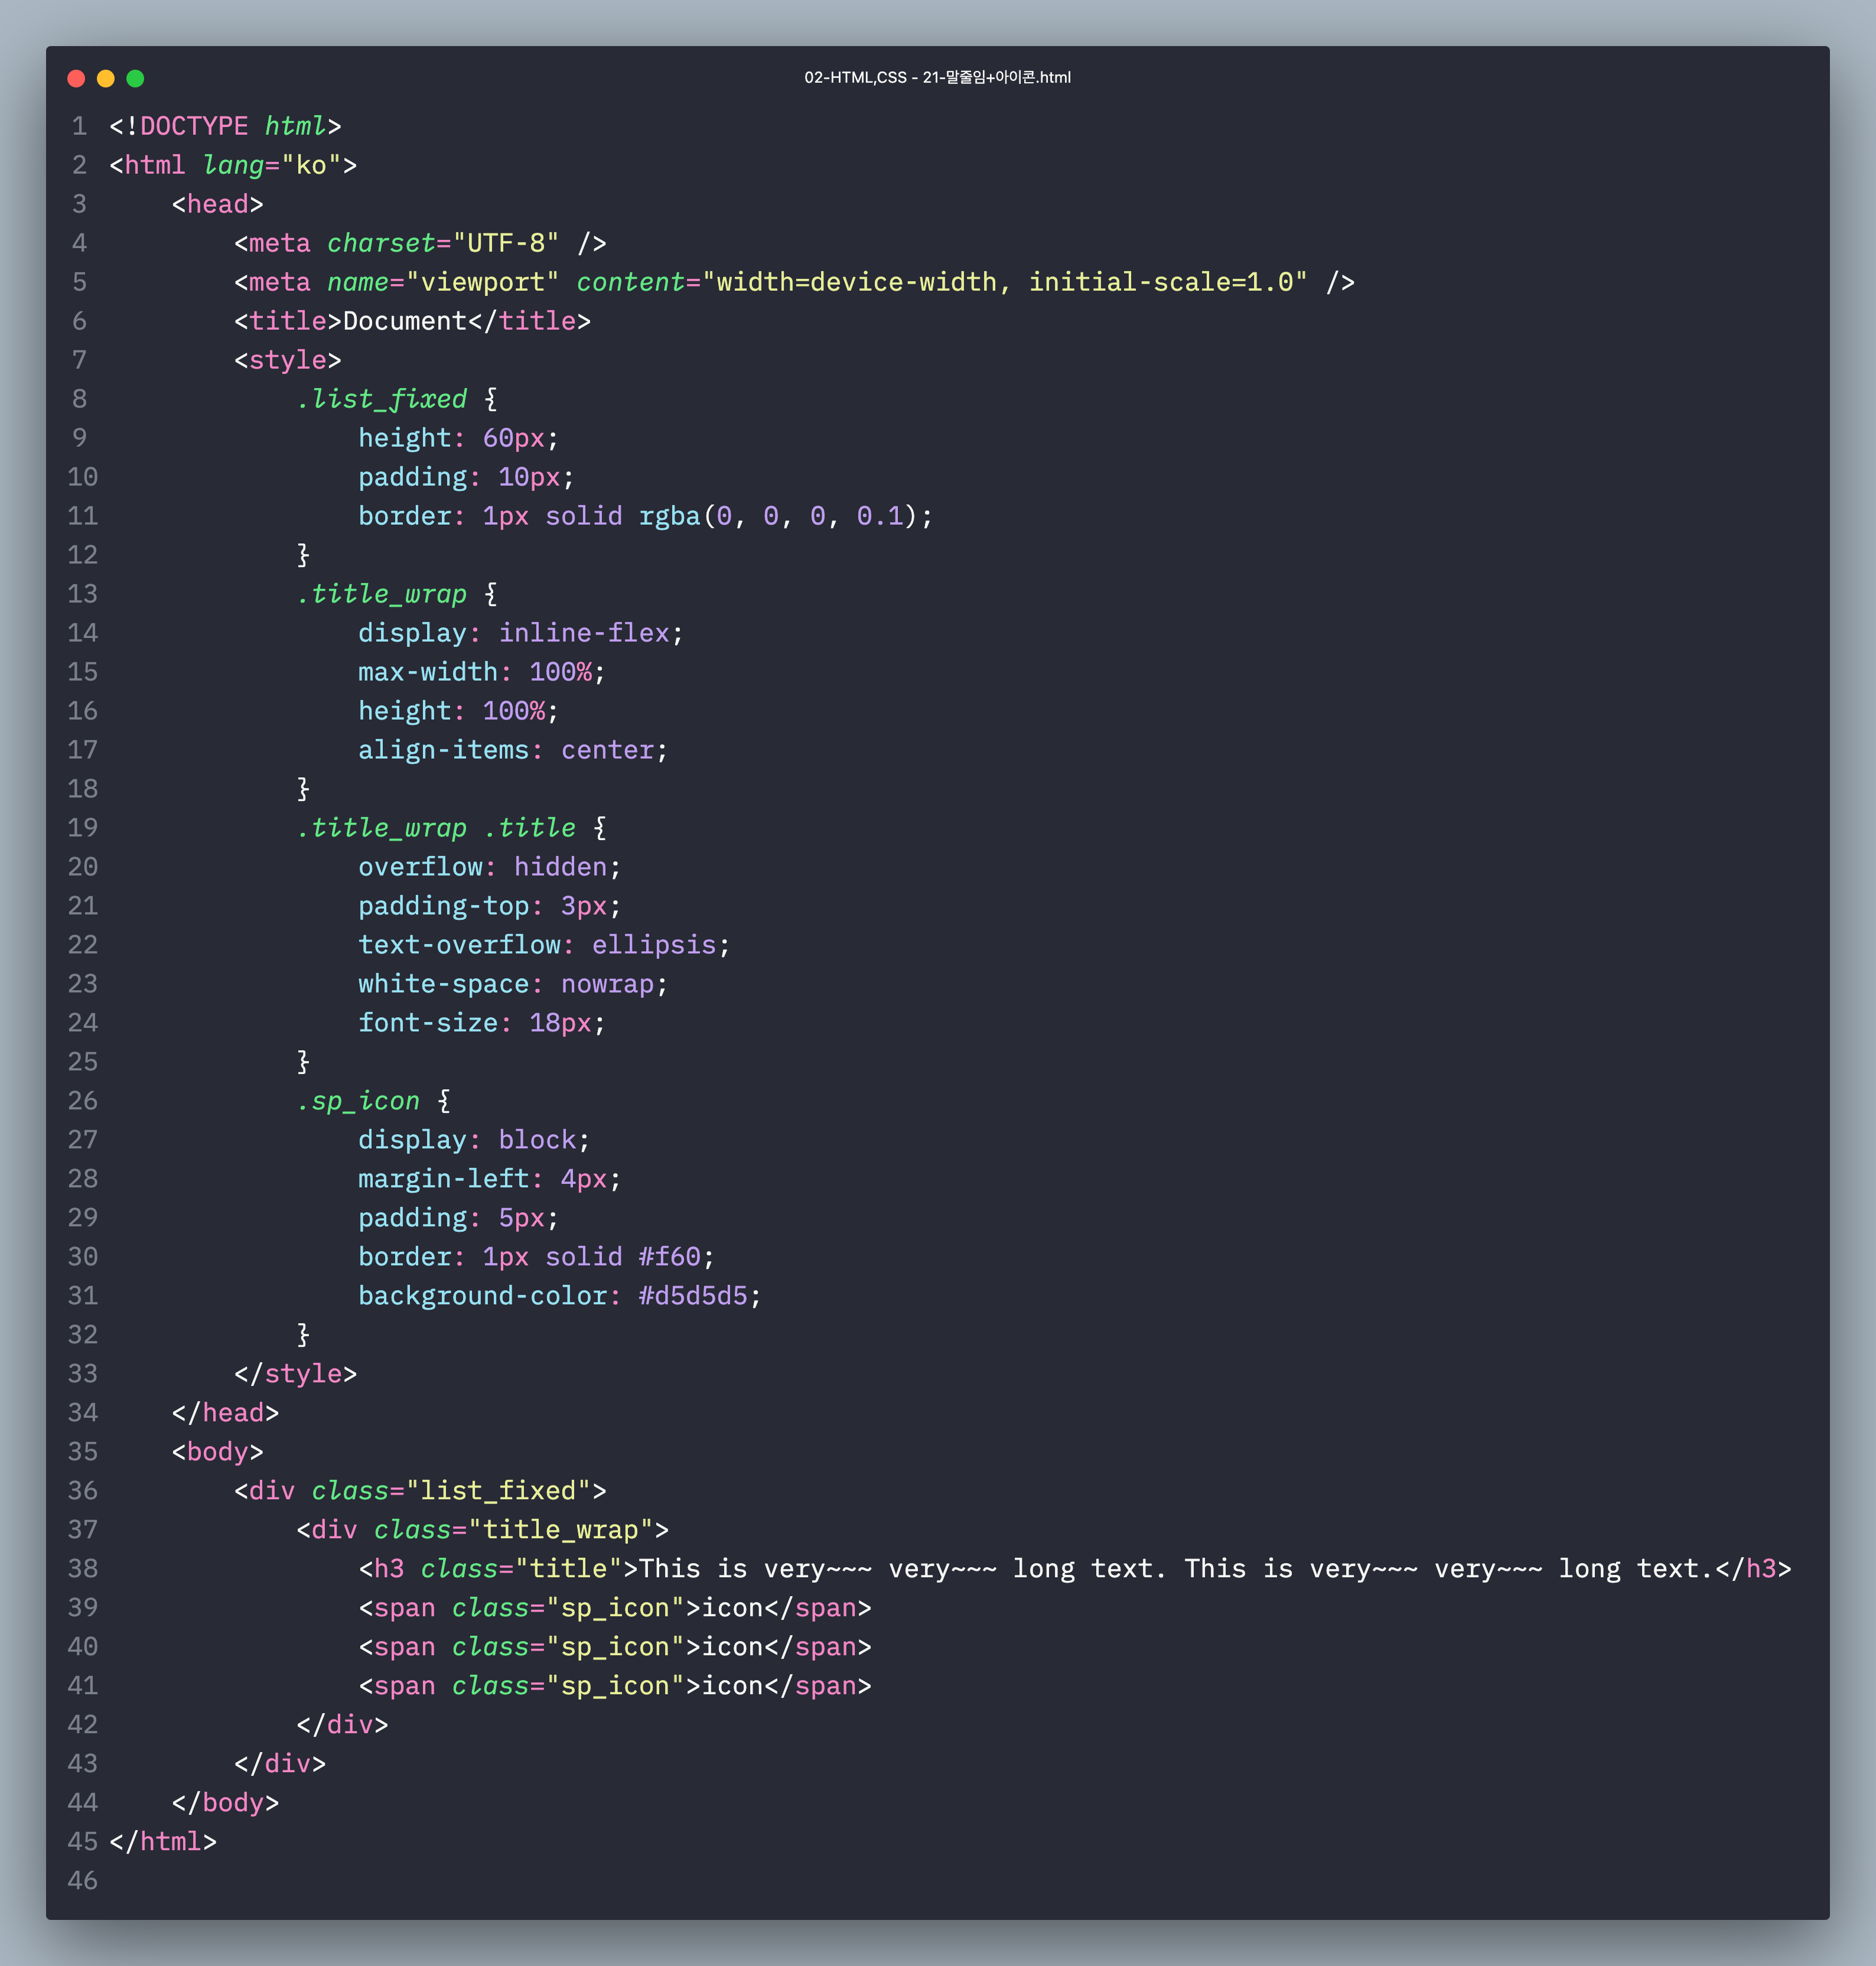 02-HTML,CSS - 21-말줄임+아이콘.html
1 <!DOCTYPE html>
2 <html lang="ko">
3     <head>
4         <meta charset="UTF-8" />
5         <meta name="viewport" content="width=device-width, initial-scale=1.0" />
6         <title>Document</title>
7         <style>
8             .list_fixed {
9                 height: 60px;
10                 padding: 10px;
11                 border: 1px solid rgba(0, 0, 0, 0.1);
12             }
13             .title_wrap {
14                 display: inline-flex;
15                 max-width: 100%;
16                 height: 100%;
17                 align-items: center;
18             }
19             .title_wrap .title {
20                 overflow: hidden;
21                 padding-top: 3px;
22                 text-overflow: ellipsis;
23                 white-space: nowrap;
24                 font-size: 18px;
25             }
26             .sp_icon {
27                 display: block;
28                 margin-left: 4px;
29                 padding: 5px;
30                 border: 1px solid #f60;
31                 background-color: #d5d5d5;
32             }
33         </style>
34     </head>
35     <body>
36         <div class="list_fixed">
37             <div class="title_wrap">
38                 <h3 class="title">This is very~~~ very~~~ long text. This is very~~~ very~~~ long text.</h3>
39                 <span class="sp_icon">icon</span>
40                 <span class="sp_icon">icon</span>
41                 <span class="sp_icon">icon</span>
42             </div>
43         </div>
44     </body>
45 </html>
46